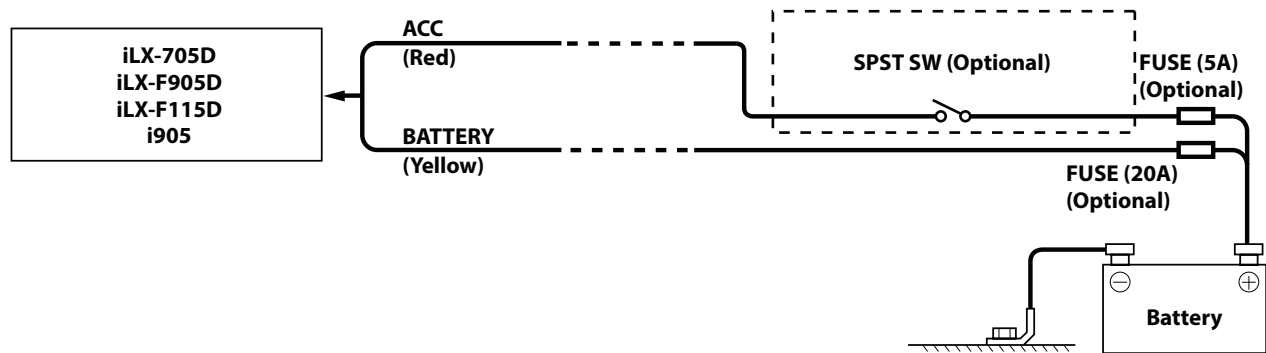 iLX-705D
iLX-F905D
iLX-F115D
i905
ACC
(Red)
SPST SW (Optional)
FUSE (5A)
(Optional)
BATTERY
(Yellow)
FUSE (20A)
(Optional)
Battery